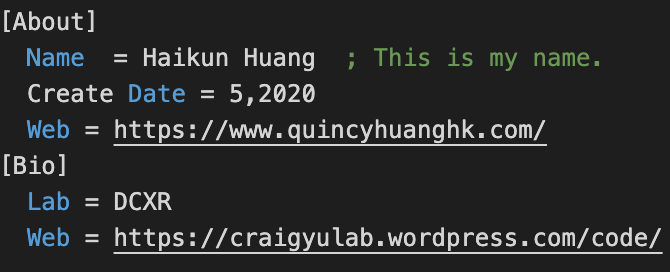 [About]
Name = Haikun Huang ; This is my name.
Create Date = 5,2020
Web = https://www.quincyhuanghk.com/
[Bio]
Lab = DCXR
Web = https://craigyulab.wordpress.com/code/